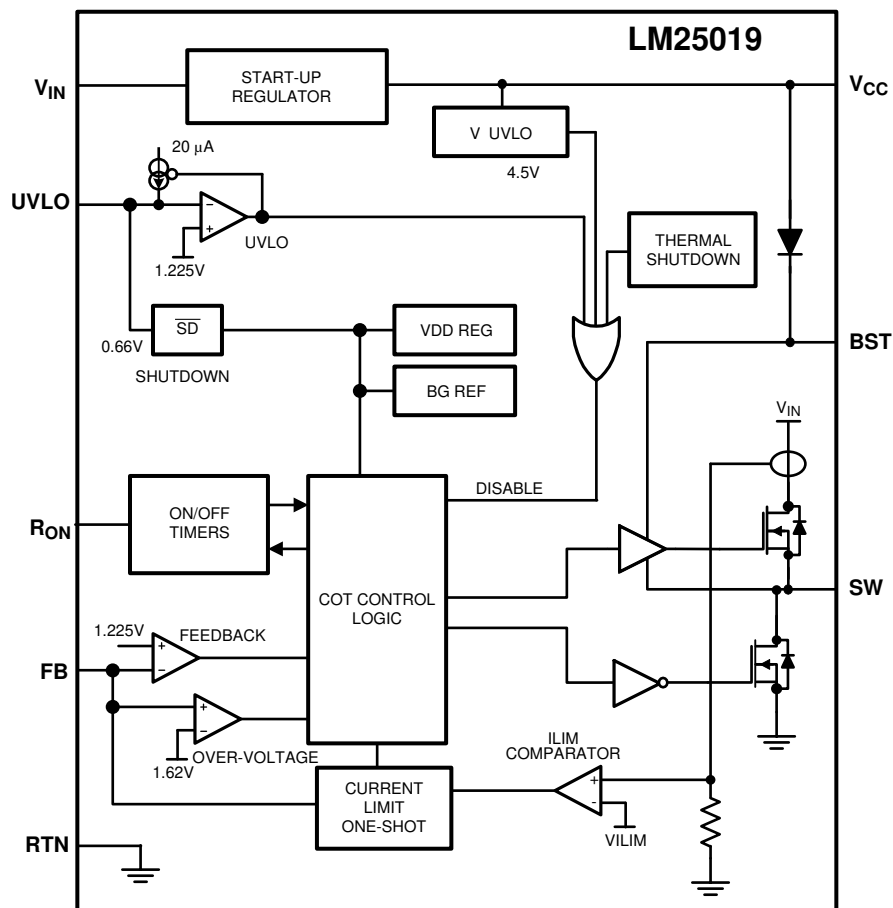 LM25019
START-UP
REGULATOR
VIN
VCC
V UVLO
4.5V
20 μA
UVLO
1.225V
UVLO
THERMAL
SHUTDOWN
SD
0.66V
SHUTDOWN
VDD REG
BST
BG REF
VIN
DISABLE
ON/OFF
TIMERS
RON
COT CONTROL
LOGIC
SW
1.225V
FEEDBACK
+
-
FB
+
-
OVER-VOLTAGE
1.62V
ILIM
COMPARATOR
CURRENT
LIMIT
ONE-SHOT
+
-
VILIM
RTN